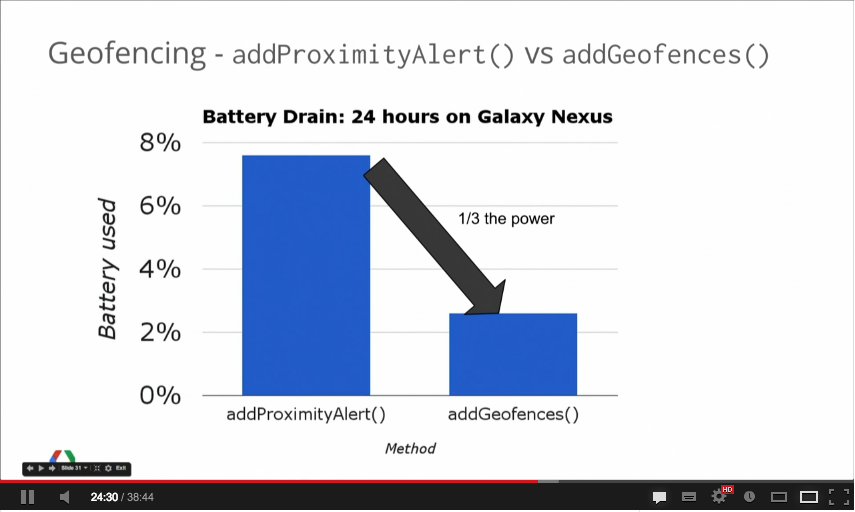 Geofencing - addProximityAlert() vs addGeofences()
Battery Drain: 24 hours on Galaxy Nexus
8%
6%
4%
2%
0%
Battery used
1/3 the power
addProximityAlert()
addGeofences()
Method
Slide 31
Exit
24:30 / 38:44
HD